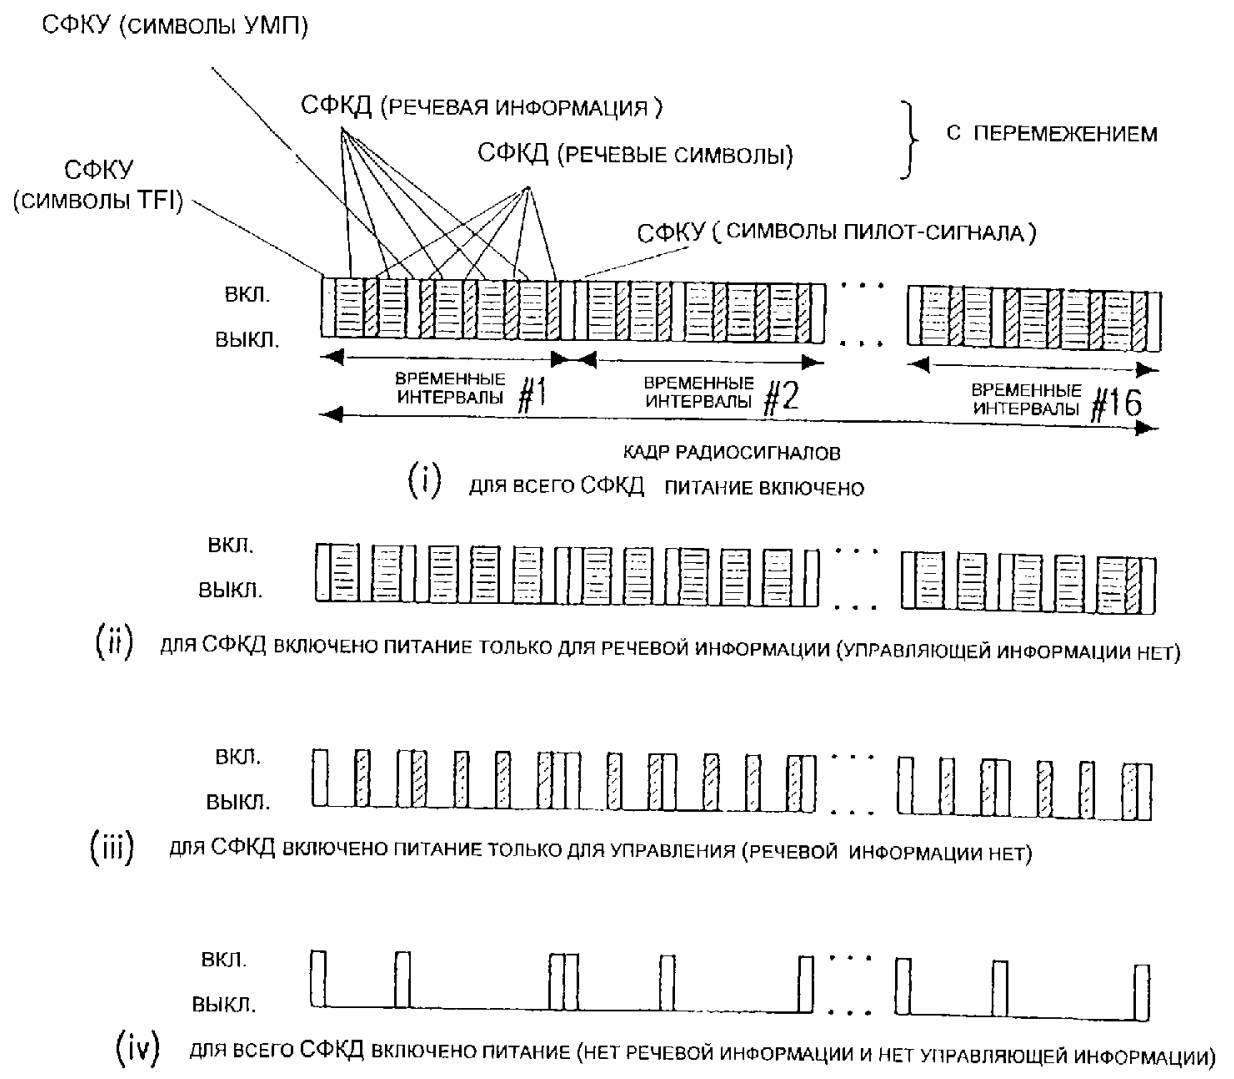 СФКУ (СИМВОЛЫ УМП)
СФКД (РЕЧЕВАЯ ИНФОРМАЦИЯ)
С ПЕРЕМЕЖЕНИЕМ
СФКД (РЕЧЕВЫЕ СИМВОЛЫ)
СФКУ
(СИМВОЛЫ TFI)
СФКУ (СИМВОЛЫ ПИЛОТ-СИГНАЛА)
ВКЛ.
ВЫКЛ.
ВРЕМЕННЫЕ
ИНТЕРВАЛЫ #1
ВРЕМЕННЫЕ
ИНТЕРВАЛЫ #2
ВРЕМЕННЫЕ
ИНТЕРВАЛЫ #16
КАДР РАДИОСИГНАЛОВ
(i) ДЛЯ ВСЕГО СФКД ПИТАНИЕ ВКЛЮЧЕНО
ВКЛ.
ВЫКЛ.
(ii) ДЛЯ СФКД ВКЛЮЧЕНО ПИТАНИЕ ТОЛЬКО ДЛЯ РЕЧЕВОЙ ИНФОРМАЦИИ (УПРАВЛЯЮЩЕЙ ИНФОРМАЦИИ НЕТ)
ВКЛ.
ВЫКЛ.
(iii) ДЛЯ СФКД ВКЛЮЧЕНО ПИТАНИЕ ТОЛЬКО ДЛЯ УПРАВЛЕНИЯ (РЕЧЕВОЙ ИНФОРМАЦИИ НЕТ)
ВКЛ.
ВЫКЛ.
(iv) ДЛЯ ВСЕГО СФКД ВКЛЮЧЕНО ПИТАНИЕ (НЕТ РЕЧЕВОЙ ИНФОРМАЦИИ И НЕТ УПРАВЛЯЮЩЕЙ ИНФОРМАЦИИ)